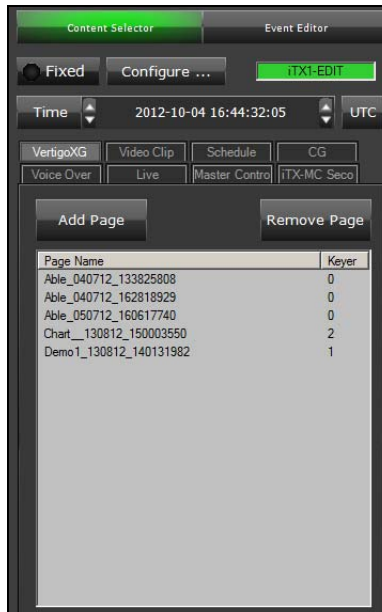 Content Selector Event Editor
Fixed Configure ... iTX1-EDIT
Time 2012-10-04 16:44:32:05 UTC
VertigoXG Video Clip Schedule CG
Voice Over Live Master Contro iTX-MC Seco
Add Page Remove Page
Page Name Keyer
Able_040712_133825808 0
Able_040712_162818929 0
Able_050712_160617740 0
Chart__130812_150003550 2
Demo1_130812_140131982 1